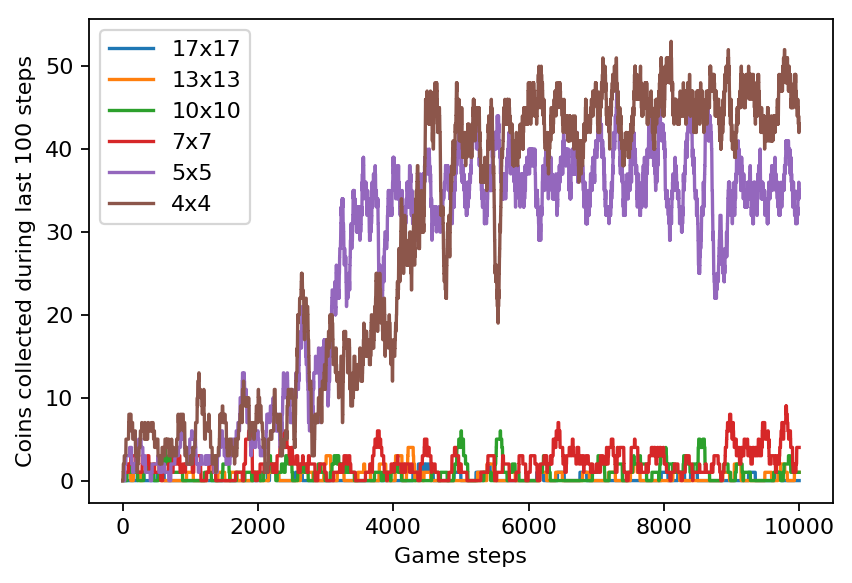 Coins collected during last 100 steps
50
40
30
20
10
0
17x17
13x13
10x10
7x7
5x5
4x4
0 2000 4000 6000 8000 10000
Game steps